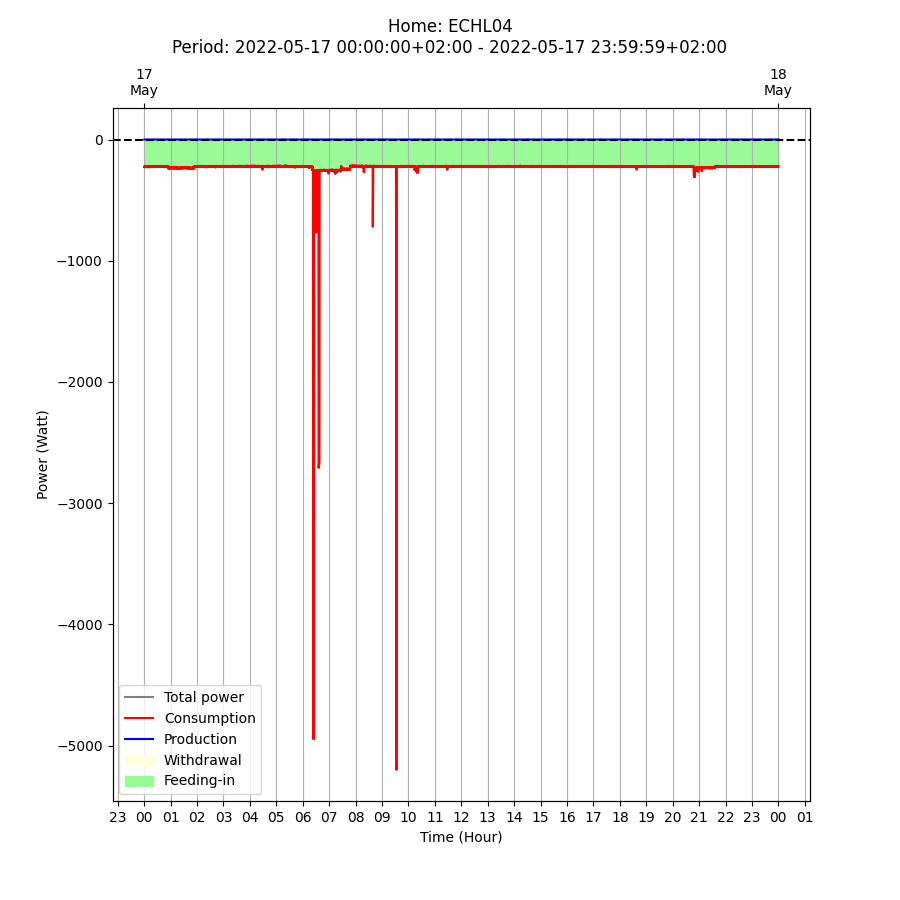 Home: ECHL04
Period: 2022-05-17 00:00:00+02:00 - 2022-05-17 23:59:59+02:00
17 18
May May
0
−1000
−2000
−3000
−4000
−5000
Power (Watt)
Total power
Consumption
Production
Withdrawal
Feeding-in
23 00 01 02 03 04 05 06 07 08 09 10 11 12 13 14 15 16 17 18 19 20 21 22 23 00 01
Time (Hour)